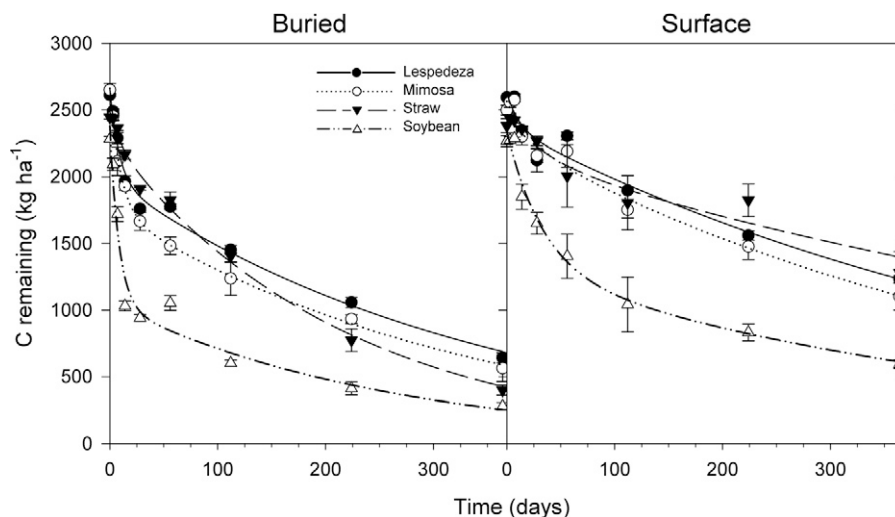 Buried Surface
3000
2500
2000
1500
1000
500
0
C remaining (kg ha⁻¹)
Lespedeza
Mimosa
Straw
Soybean
0 100 200 300 0 100 200 300
Time (days)